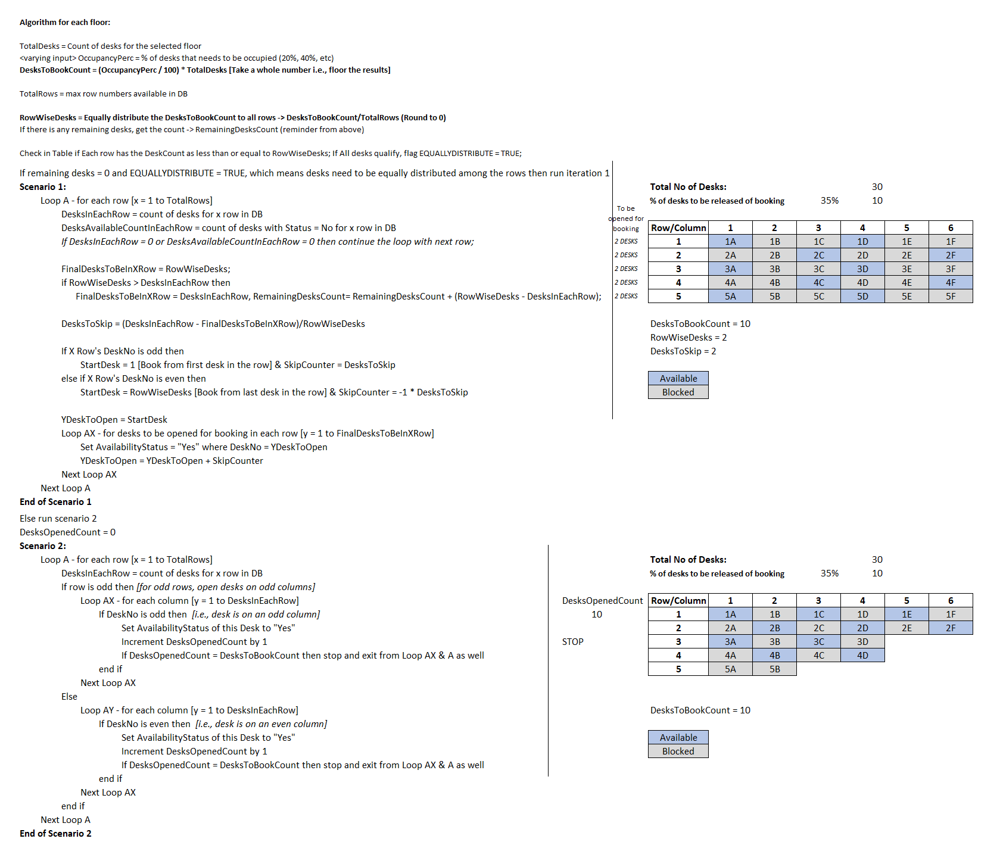 Algorithm for each floor:
TotalDesks = Count of desks for the selected floor
<varying input> OccupancyPerc = % of desks that needs to be occupied (20%, 40%, etc)
DesksToBookCount = (OccupancyPerc / 100) * TotalDesks [Take a whole number i.e., floor the results]
TotalRows = max row numbers available in DB
RowWiseDesks = Equally distribute the DesksToBookCount to all rows -> DesksToBookCount/TotalRows (Round to 0)
If there is any remaining desks, get the count -> RemainingDesksCount (reminder from above)
Check in Table if Each row has the DeskCount as less than or equal to RowWiseDesks; If All desks qualify, flag EQUALLYDISTRIBUTE = TRUE;
If remaining desks = 0 and EQUALLYDISTRIBUTE = TRUE, which means desks need to be equally distributed among the rows then run iteration 1
Scenario 1:
Loop A - for each row [x = 1 to TotalRows]
DesksInEachRow = count of desks for x row in DB
DesksAvailableCountInEachRow = count of desks with Status = No for x row in DB
If DesksInEachRow = 0 or DesksAvailableCountInEachRow = 0 then continue the loop with next row;
FinalDesksToBeInXRow = RowWiseDesks;
if RowWiseDesks > DesksInEachRow then
FinalDesksToBeInXRow = DesksInEachRow, RemainingDesksCount= RemainingDesksCount + (RowWiseDesks - DesksInEachRow);
DesksToSkip = (DesksInEachRow - FinalDesksToBeInXRow)/RowWiseDesks
If X Row's DeskNo is odd then
StartDesk = 1 [Book from first desk in the row] & SkipCounter = DesksToSkip
else if X Row's DeskNo is even then
StartDesk = RowWiseDesks [Book from last desk in the row] & SkipCounter = -1 * DesksToSkip
YDeskToOpen = StartDesk
Loop AX - for desks to be opened for booking in each row [y = 1 to FinalDesksToBeInXRow]
Set AvailabilityStatus = "Yes" where DeskNo = YDeskToOpen
YDeskToOpen = YDeskToOpen + SkipCounter
Next Loop AX
Next Loop A
End of Scenario 1
Total No of Desks: 30
% of desks to be released of booking 35% 10
To be
opened for
booking
Row/Column 1 2 3 4 5 6
2 DESKS 1 1A 1B 1C 1D 1E 1F
2 DESKS 2 2A 2B 2C 2D 2E 2F
2 DESKS 3 3A 3B 3C 3D 3E 3F
2 DESKS 4 4A 4B 4C 4D 4E 4F
2 DESKS 5 5A 5B 5C 5D 5E 5F
DesksToBookCount = 10
RowWiseDesks = 2
DesksToSkip = 2
Available
Blocked
Else run scenario 2
DesksOpenedCount = 0
Scenario 2:
Loop A - for each row [x = 1 to TotalRows]
DesksInEachRow = count of desks for x row in DB
If row is odd then [for odd rows, open desks on odd columns]
Loop AX - for each column [y = 1 to DesksInEachRow]
If DeskNo is odd then [i.e., desk is on an odd column]
Set AvailabilityStatus of this Desk to "Yes"
Increment DesksOpenedCount by 1
If DesksOpenedCount = DesksToBookCount then stop and exit from Loop AX & A as well
end if
Next Loop AX
Else
Loop AY - for each column [y = 1 to DesksInEachRow]
If DeskNo is even then [i.e., desk is on an even column]
Set AvailabilityStatus of this Desk to "Yes"
Increment DesksOpenedCount by 1
If DesksOpenedCount = DesksToBookCount then stop and exit from Loop AX & A as well
end if
Next Loop AX
end if
Next Loop A
End of Scenario 2
Total No of Desks: 30
% of desks to be released of booking 35% 10
DesksOpenedCount Row/Column 1 2 3 4 5 6
10 1 1A 1B 1C 1D 1E 1F
2 2A 2B 2C 2D 2E 2F
STOP 3 3A 3B 3C 3D
4 4A 4B 4C 4D
5 5A 5B
DesksToBookCount = 10
Available
Blocked